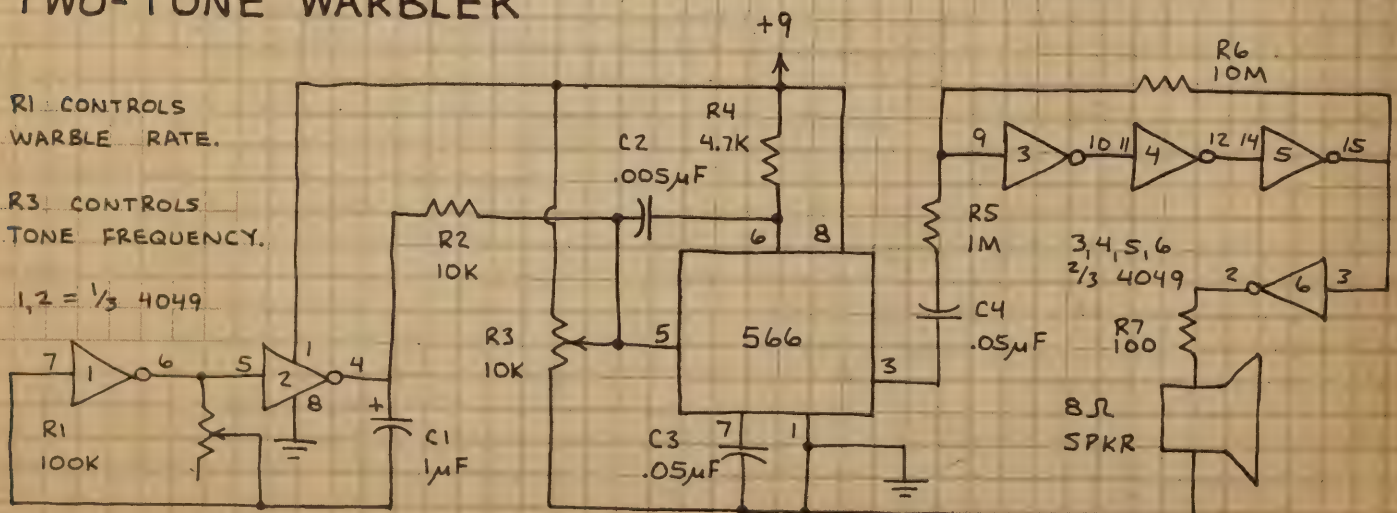 TWO-TONE WARBLER
+9
R1 CONTROLS
WARBLE RATE.
R3 CONTROLS
TONE FREQUENCY.
1,2 = 1/3 4049
R6
10M
R4
4.7K
C2
.005µF
9
3
10 11
4
12 14
5
15
R2
10K
6
8
R5
1M
3,4,5,6
2/3 4049
2
6
3
R3
10K
5
566
3
C4
.05µF
R7
100
7
1
6
5
2
1
4
8
+
R1
100K
C1
1µF
7
1
C3
.05µF
8Ω
SPKR